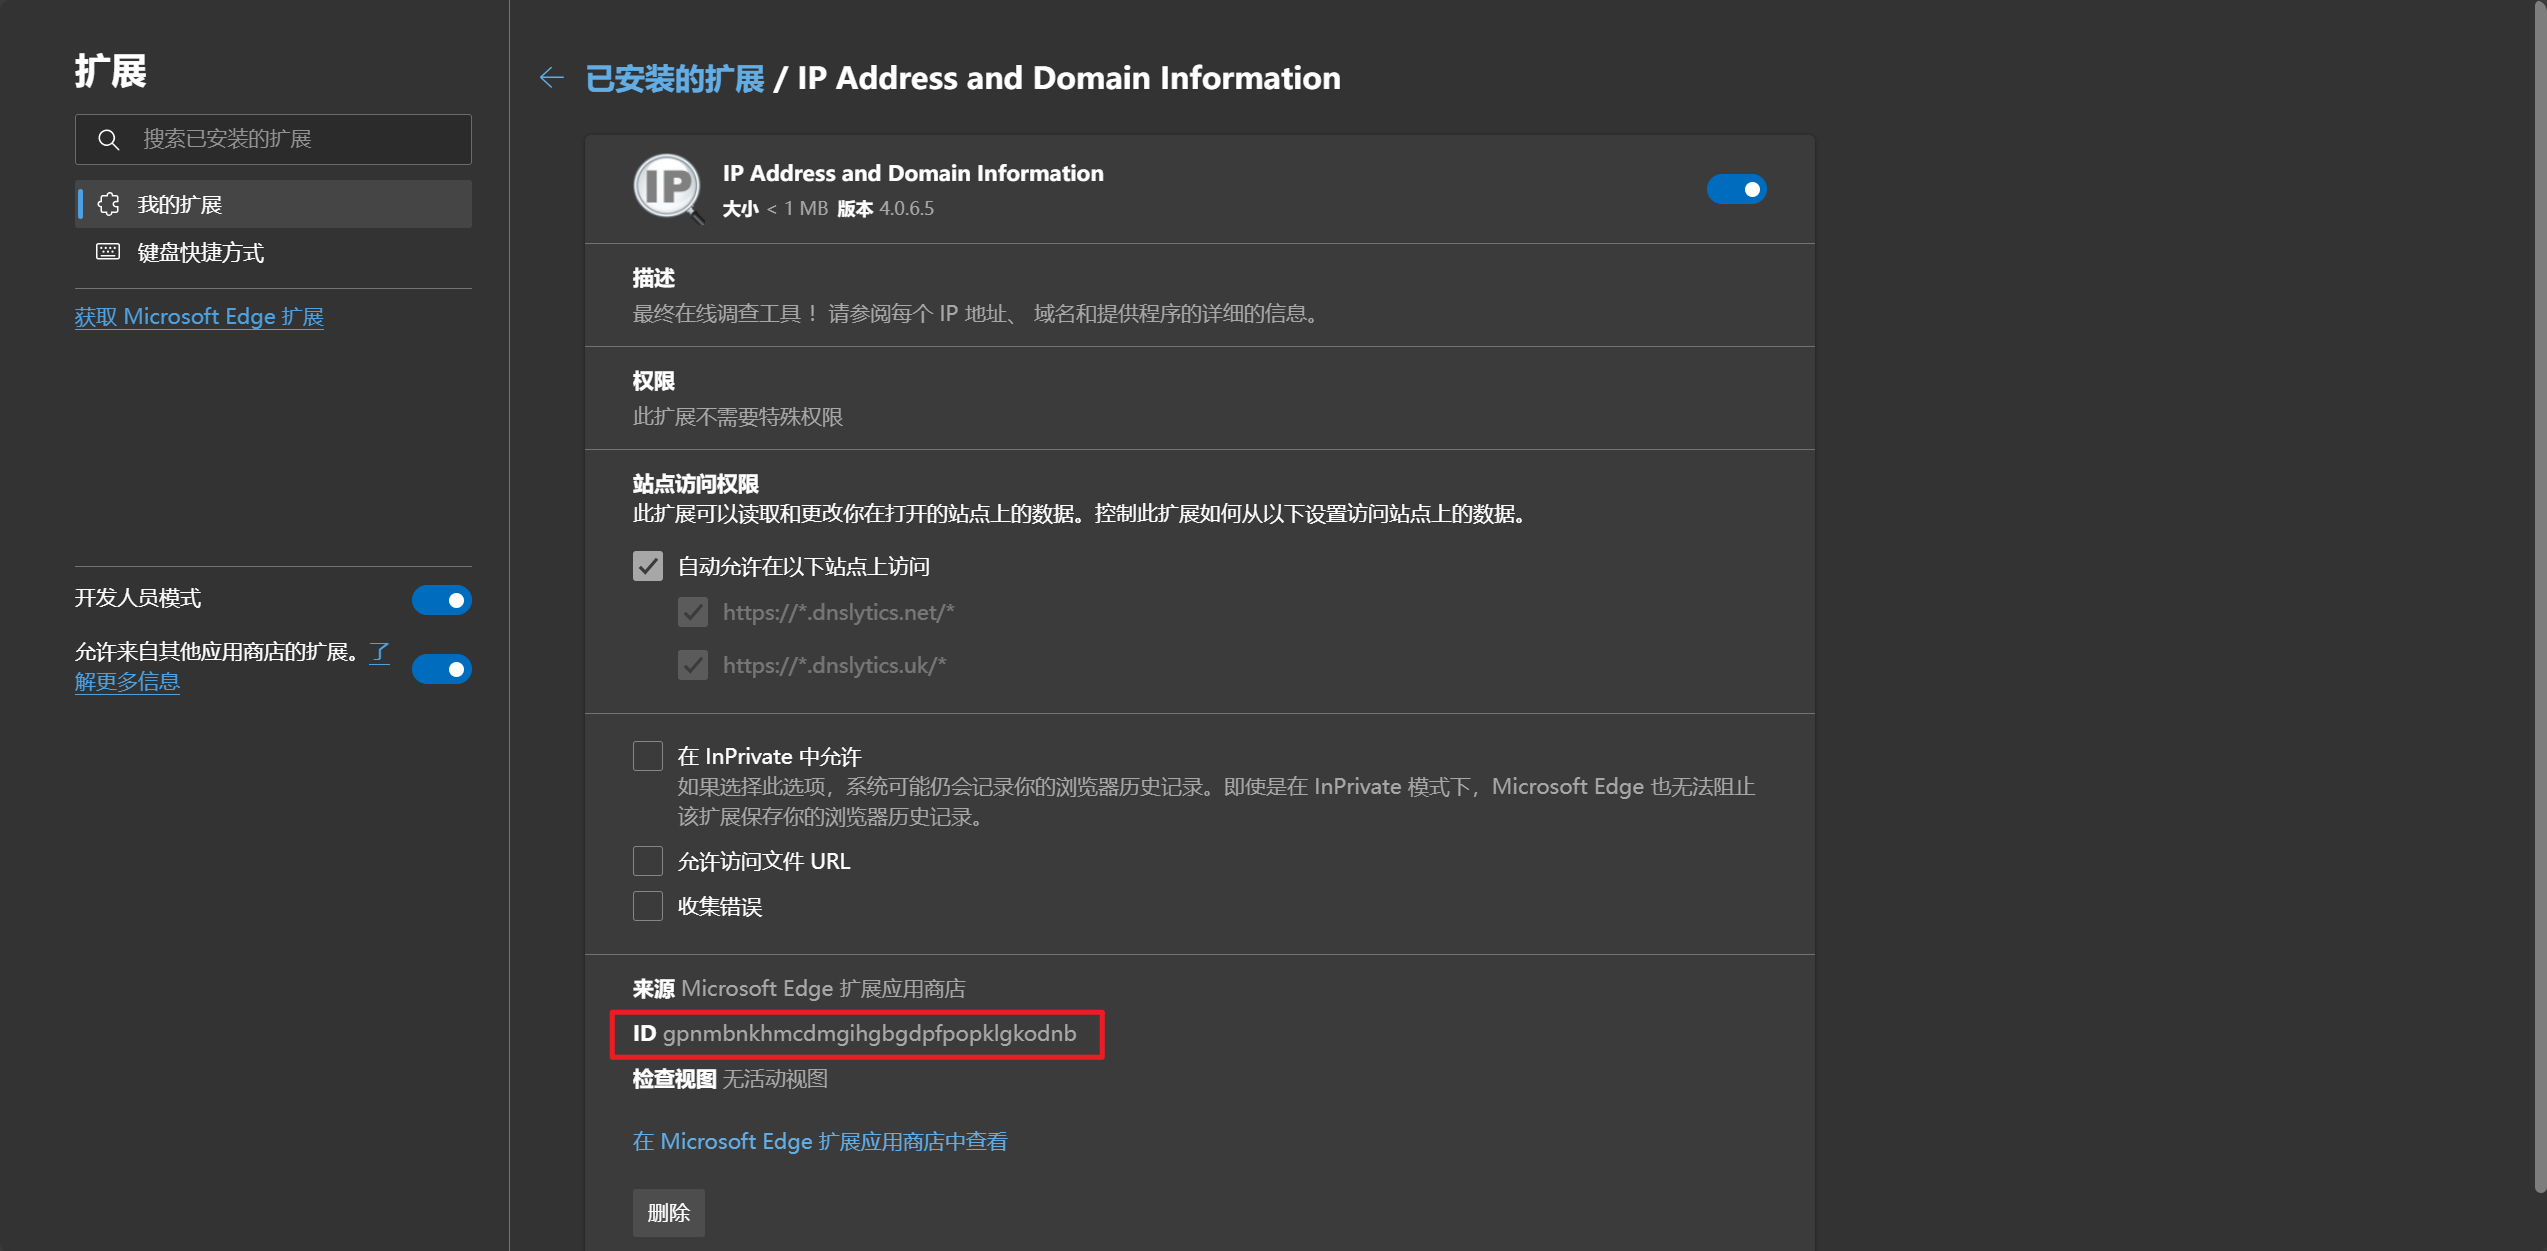 扩展
搜索已安装的扩展
我的扩展
键盘快捷方式
获取 Microsoft Edge 扩展
开发人员模式
允许来自其他应用商店的扩展。了
解更多信息
已安装的扩展 / IP Address and Domain Information
IP
IP Address and Domain Information
大小 < 1 MB 版本 4.0.6.5
描述
最终在线调查工具！请参阅每个 IP 地址、 域名和提供程序的详细的信息。
权限
此扩展不需要特殊权限
站点访问权限
此扩展可以读取和更改你在打开的站点上的数据。控制此扩展如何从以下设置访问站点上的数据。
自动允许在以下站点上访问
https://*.dnslytics.net/*
https://*.dnslytics.uk/*
在 InPrivate 中允许
如果选择此选项，系统可能仍会记录你的浏览器历史记录。即使是在 InPrivate 模式下，Microsoft Edge 也无法阻止
该扩展保存你的浏览器历史记录。
允许访问文件 URL
收集错误
来源 Microsoft Edge 扩展应用商店
ID gpnmbnkhmcdmgihgbgdpfpopklgkodnb
检查视图 无活动视图
在 Microsoft Edge 扩展应用商店中查看
删除